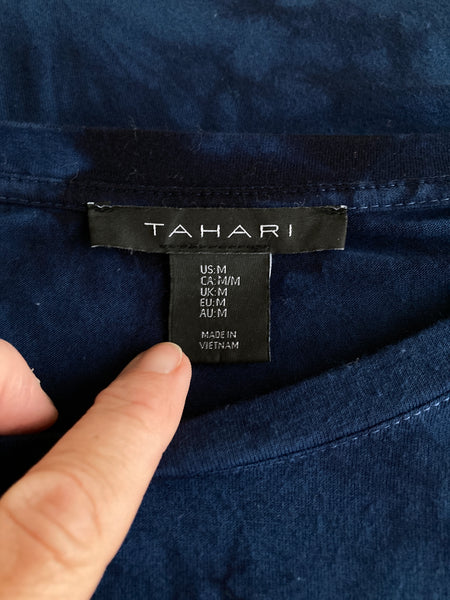 TAHARI
US:M
CA:M/M
UK:M
EU:M
AU:M
MADE IN
VIETNAM